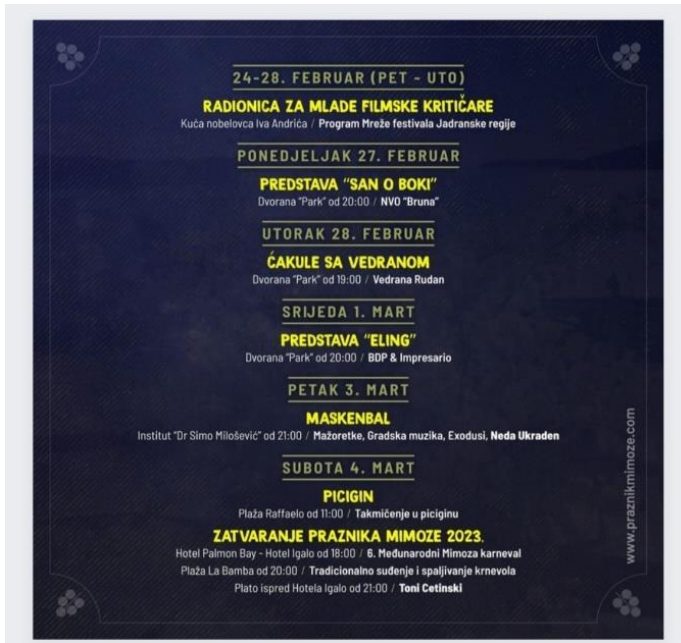 24-28. FEBRUAR (PET - UTO)
RADIONICA ZA MLADE FILMSKE KRITIČARE
Kuća nobelovca Iva Andrića / Program Mreže festivala Jadranske regije
PONEDJELJAK 27. FEBRUAR
PREDSTAVA "SAN O BOKI"
Dvorana "Park" od 20:00 / NVO "Bruna"
UTORAK 28. FEBRUAR
ĆAKULE SA VEDRANOM
Dvorana "Park" od 19:00 / Vedrana Rudan
SRIJEDA 1. MART
PREDSTAVA "ELING"
Dvorana "Park" od 20:00 / BDP & Impresario
PETAK 3. MART
MASKENBAL
Institut "Dr Simo Milošević" od 21:00 / Mažoretke, Gradska muzika, Exodusi, Neda Ukraden
SUBOTA 4. MART
PICIGIN
Plaža Raffaelo od 11:00 / Takmičenje u piciginu
ZATVARANJE PRAZNIKA MIMOZE 2023.
Hotel Palmon Bay - Hotel Igalo od 18:00 / 6. Međunarodni Mimoza karneval
Plaža La Bamba od 20:00 / Tradicionalno suđenje i spaljivanje krnevola
Plato ispred Hotela Igalo od 21:00 / Toni Cetinski
www.praznikmimoze.com